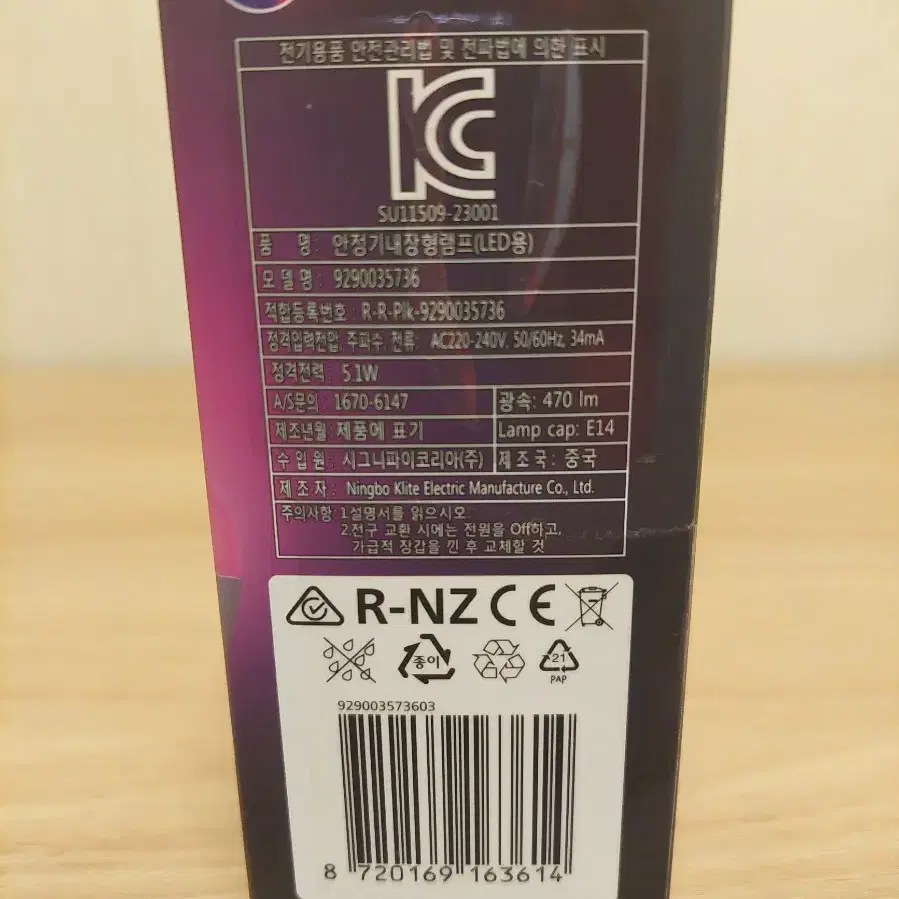 전기용품 안전관리법 및 전파법에 의한 표시
KC
SU11509-23001
품 명: 안정기내장형램프(LED용)
모델명: 9290035736
적합등록번호: R-R-Plk-9290035736
정격입력전압, 주파수, 전류: AC220-240V, 50/60Hz, 34mA
정격전력: 5.1W
A/S문의: 1670-6147 광속: 470 lm
제조년월: 제품에 표기 Lamp cap: E14
수입원: 시그니파이코리아(주) 제조국: 중국
제조자: Ningbo Klite Electric Manufacture Co., Ltd.
주의사항: 1.설명서를 읽으시오.
2.전구 교환 시에는 전원을 Off하고,
가급적 장갑을 낀 후 교체할 것
R-NZ CE
종이 21
PAP
929003573603
8 720169 163614